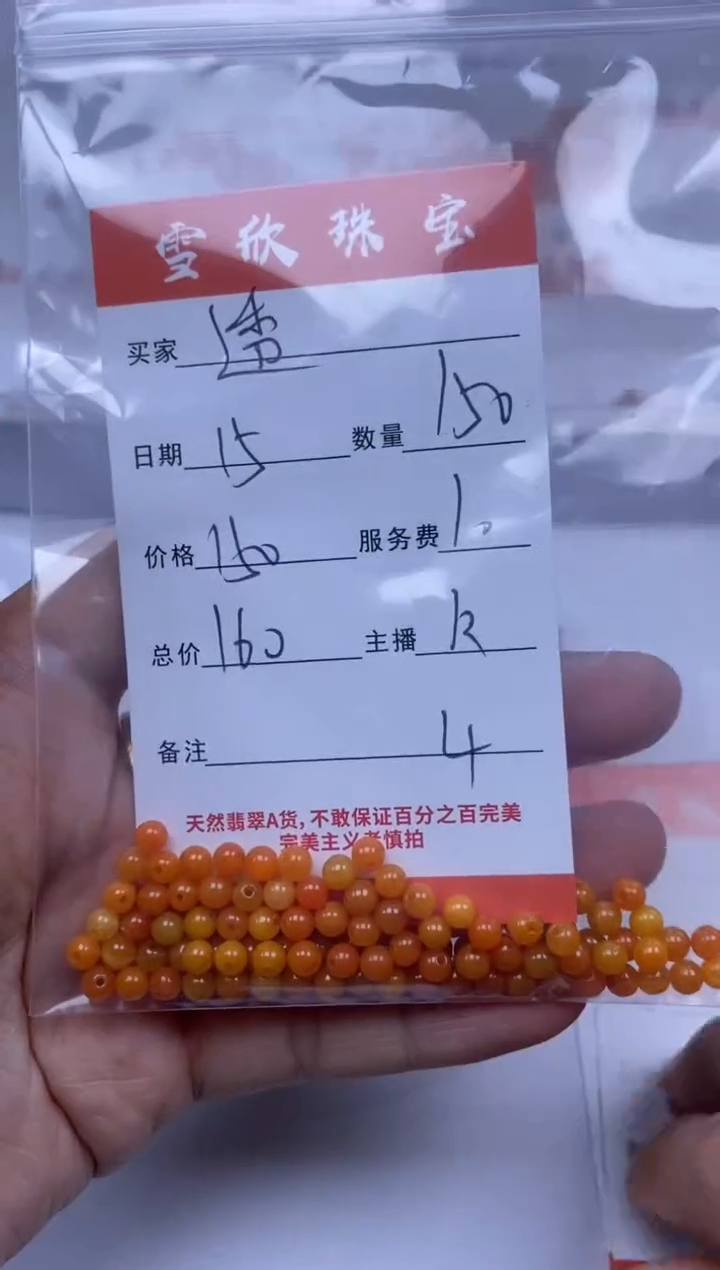 雪欣珠宝
买家
日期 15 数量 150
价格 150 服务费 10
总价 160 主播 K
备注 4
天然翡翠A货,不敢保证百分之百完美
完美主义者慎拍